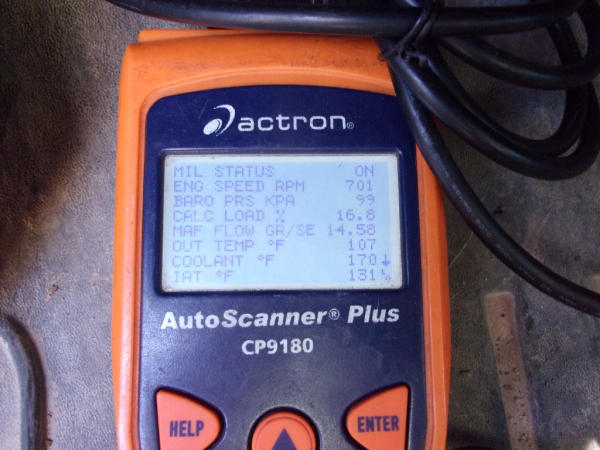 actron®
MIL STATUS ON
ENG SPEED RPM 701
BARO PRS KPA 99
CALC LOAD % 16.8
MAF FLOW GR/SE 14.58
OUT TEMP °F 107
COOLANT °F 170
IAT °F 131
AutoScanner® Plus
CP9180
HELP
ENTER